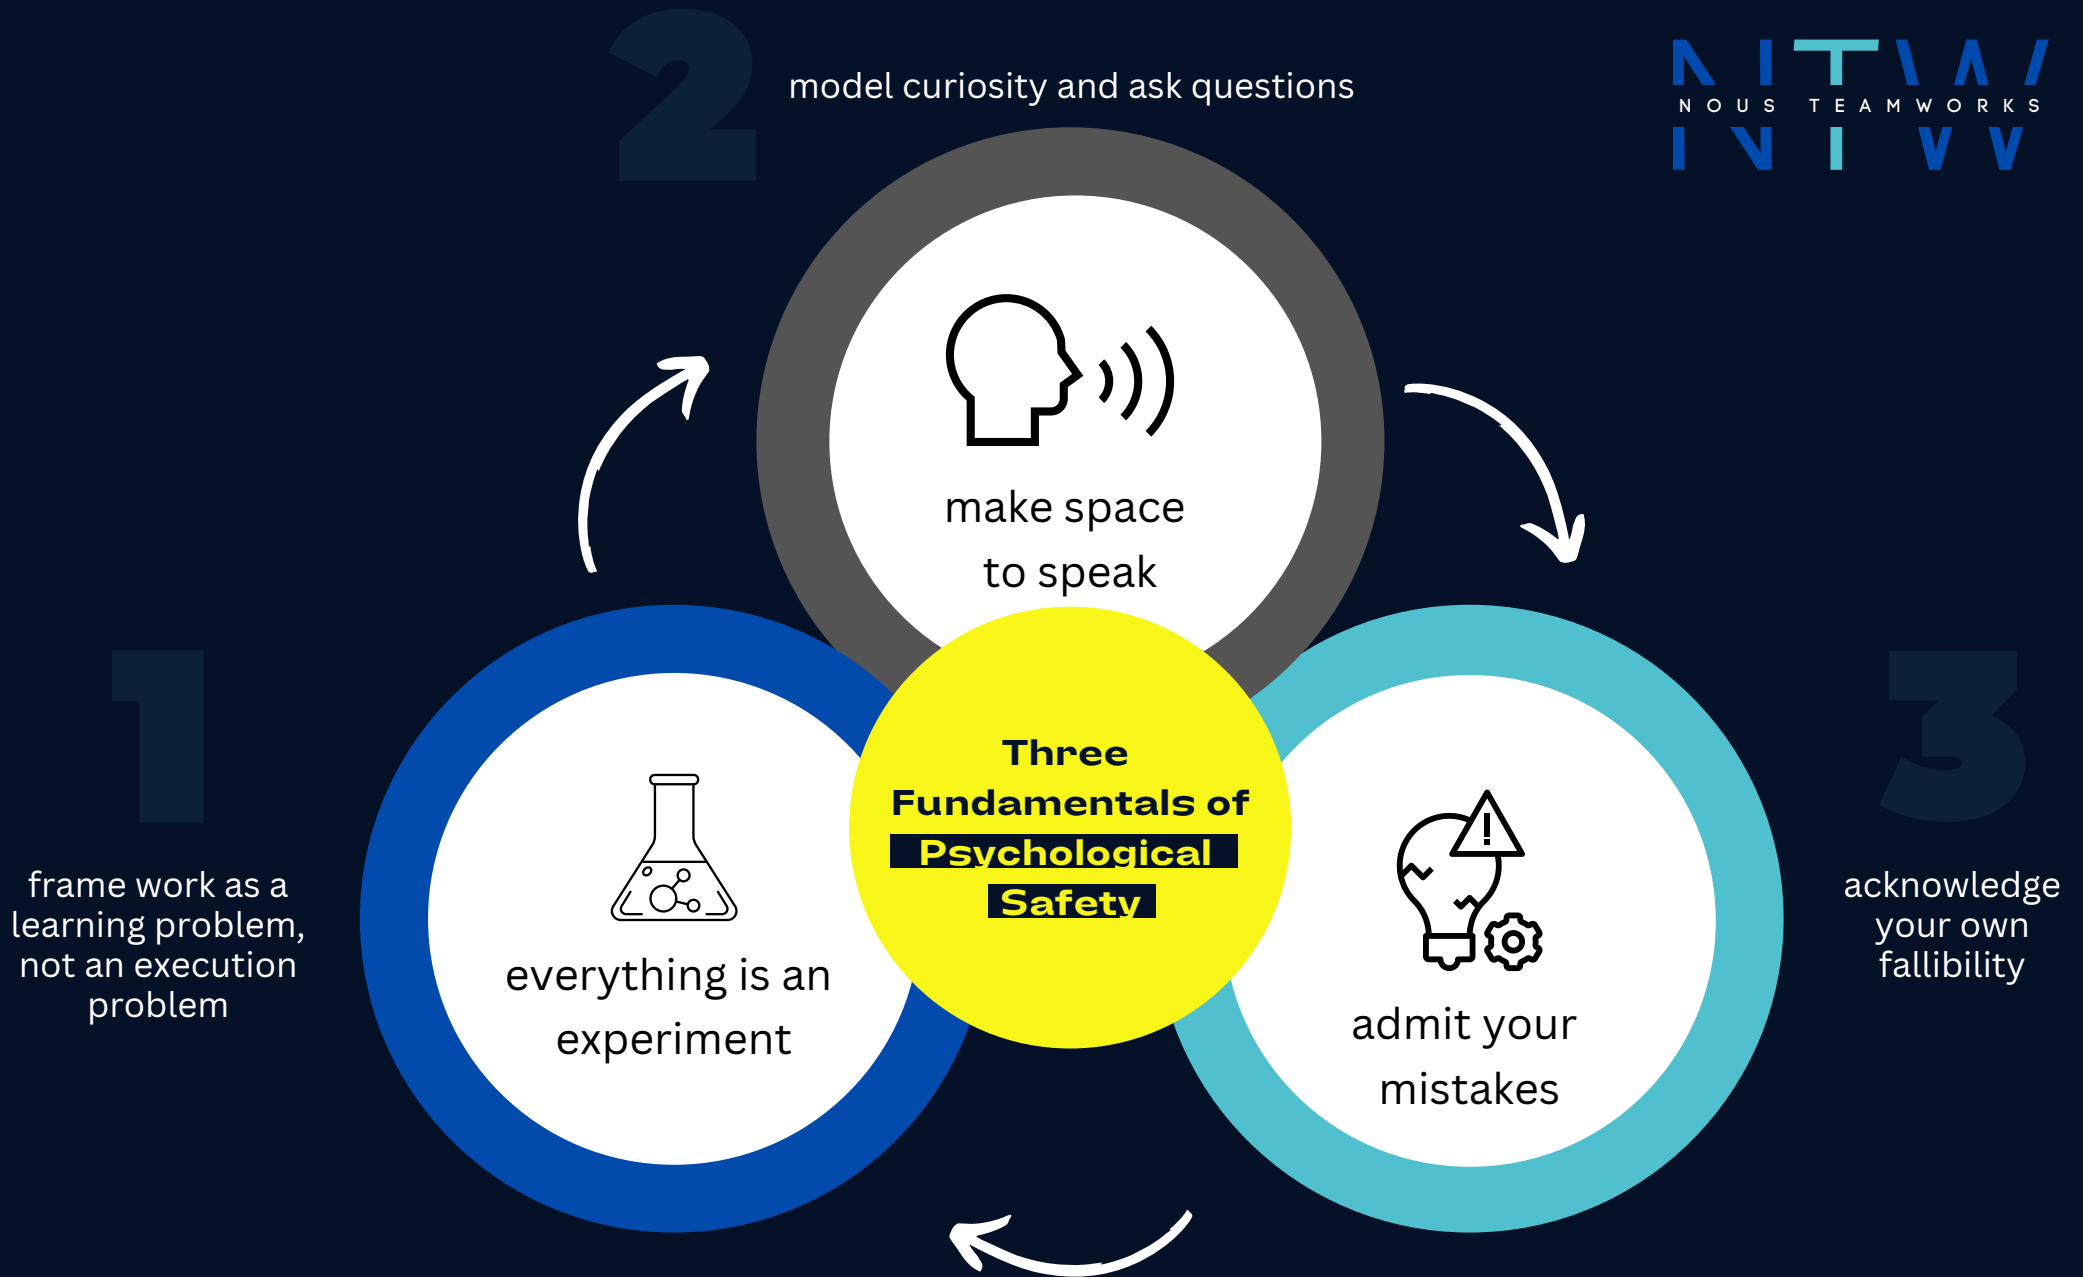 2
model curiosity and ask questions
NTW
NOUS TEAMWORKS
make space
to speak
1
frame work as a
learning problem,
not an execution
problem
everything is an
experiment
Three
Fundamentals of
Psychological
Safety
3
acknowledge
your own
fallibility
admit your
mistakes